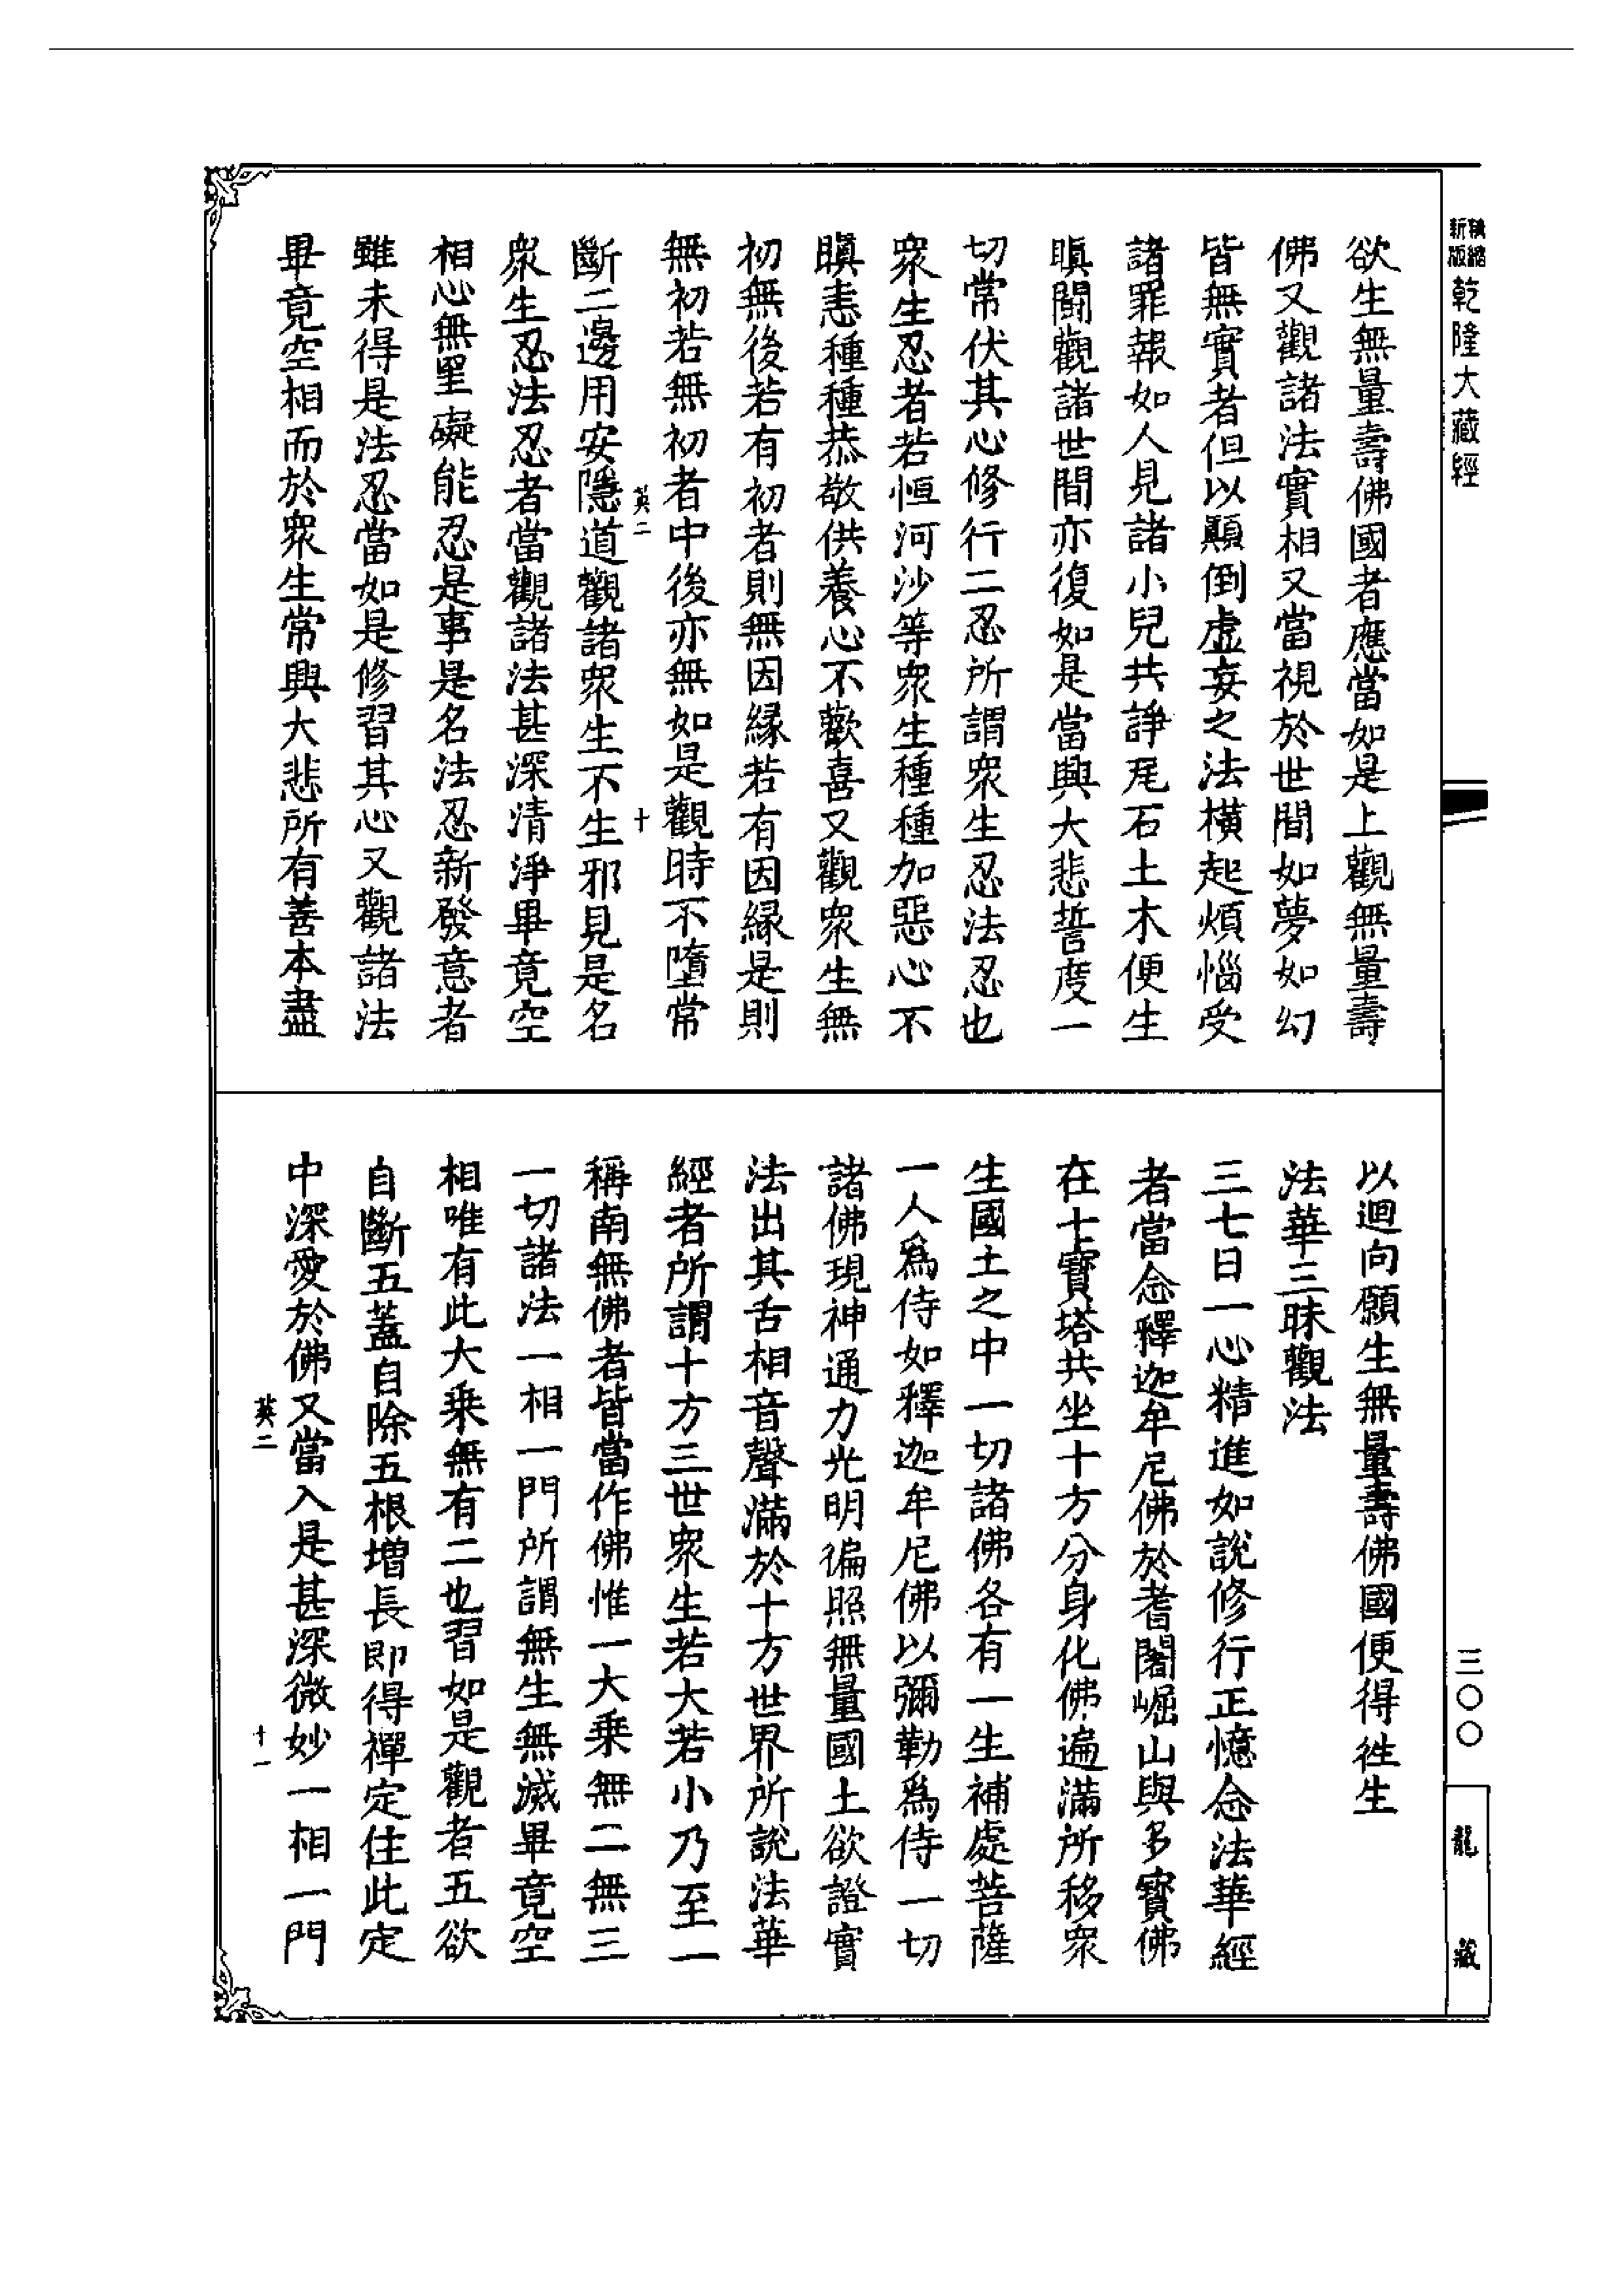 精縮新版
乾隆大藏經
欲生無量壽佛國者應當如是上觀無量壽
佛又觀諸法實相又當視於世間如夢如幻
皆無實者但以顛倒虛妄之法橫起煩惱受
諸罪報如人見諸小兒共諍瓦石土木便生
瞋鬪觀諸世間亦復如是當興大悲誓度一
切常伏其心修行二忍所謂衆生忍法忍也
衆生忍者若恒河沙等衆生種種加惡心不
瞋恚種種恭敬供養心不歡喜又觀衆生無
初無後若有初者則無因緣若有因緣是則
無初若無初者中後亦無如是觀時不墮常
英二
十
斷二邊用安隱道觀諸衆生不生邪見是名
衆生忍法忍者當觀諸法甚深清淨畢竟空
相心無罣礙能忍是事是名法忍新發意者
雖未得是法忍當如是修習其心又觀諸法
畢竟空相而於衆生常興大悲所有善本盡
以迴向願生無量壽佛國便得徃生
法華三昧觀法
三七日一心精進如說修行正憶念法華經
者當念釋迦牟尼佛於耆闍崛山與多寶佛
在七寶塔共坐十方分身化佛遍滿所移衆
生國土之中一切諸佛各有一生補處菩薩
一人爲侍如釋迦牟尼佛以彌勒爲侍一切
諸佛現神通力光明徧照無量國土欲證實
法出其舌相音聲滿於十方世界所說法華
經者所謂十方三世衆生若大若小乃至一
稱南無佛者皆當作佛惟一大乘無二無三
一切諸法一相一門所謂無生無滅畢竟空
相唯有此大乘無有二也習如是觀者五欲
自斷五蓋自除五根增長即得禪定住此定
中深愛於佛又當入是甚深微妙一相一門
英二
十一
三〇〇
龍藏